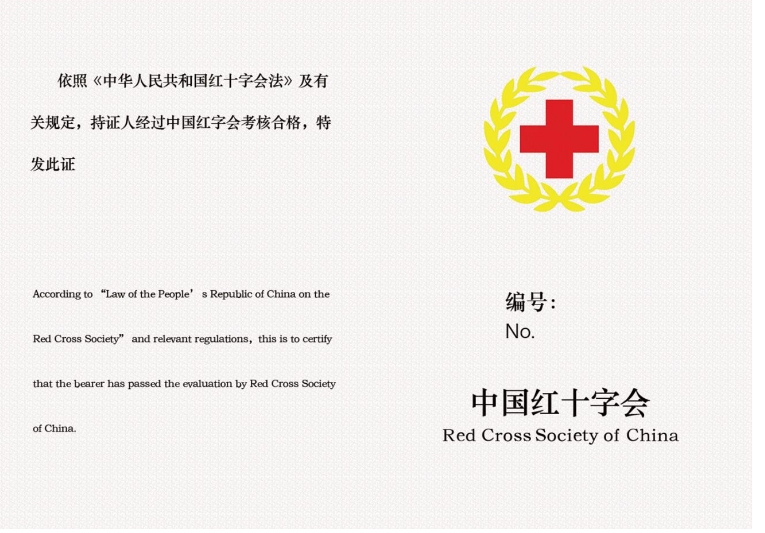 依照《中华人民共和国红十字会法》及有
关规定，持证人经过中国红字会考核合格，特
发此证
According to “Law of the People’s Republic of China on the
Red Cross Society” and relevant regulations, this is to certify
that the bearer has passed the evaluation by Red Cross Society
of China.
编号：
No.
中国红十字会
Red Cross Society of China